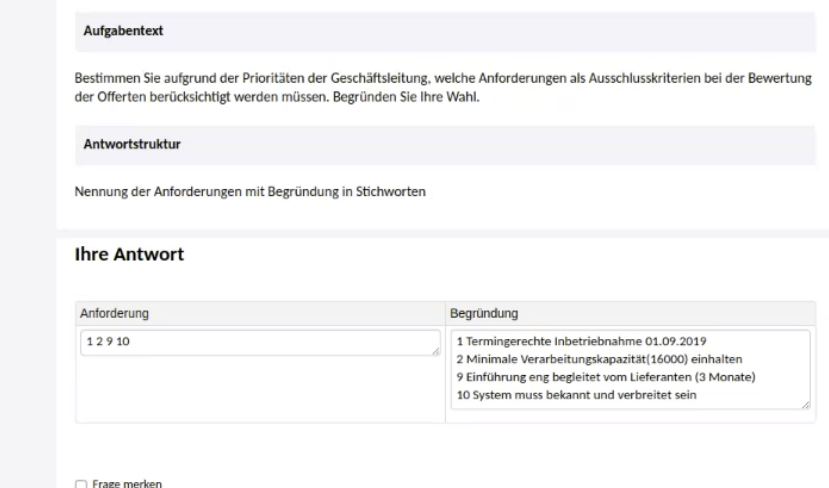 Aufgabentext
Bestimmen Sie aufgrund der Prioritäten der Geschäftsleitung, welche Anforderungen als Ausschlusskriterien bei der Bewertung
der Offerten berücksichtigt werden müssen. Begründen Sie Ihre Wahl.
Antwortstruktur
Nennung der Anforderungen mit Begründung in Stichworten
Ihre Antwort
Anforderung
Begründung
1 2 9 10
1 Termingerechte Inbetriebnahme 01.09.2019
2 Minimale Verarbeitungskapazität(16000) einhalten
9 Einführung eng begleitet vom Lieferanten (3 Monate)
10 System muss bekannt und verbreitet sein
Frage merken